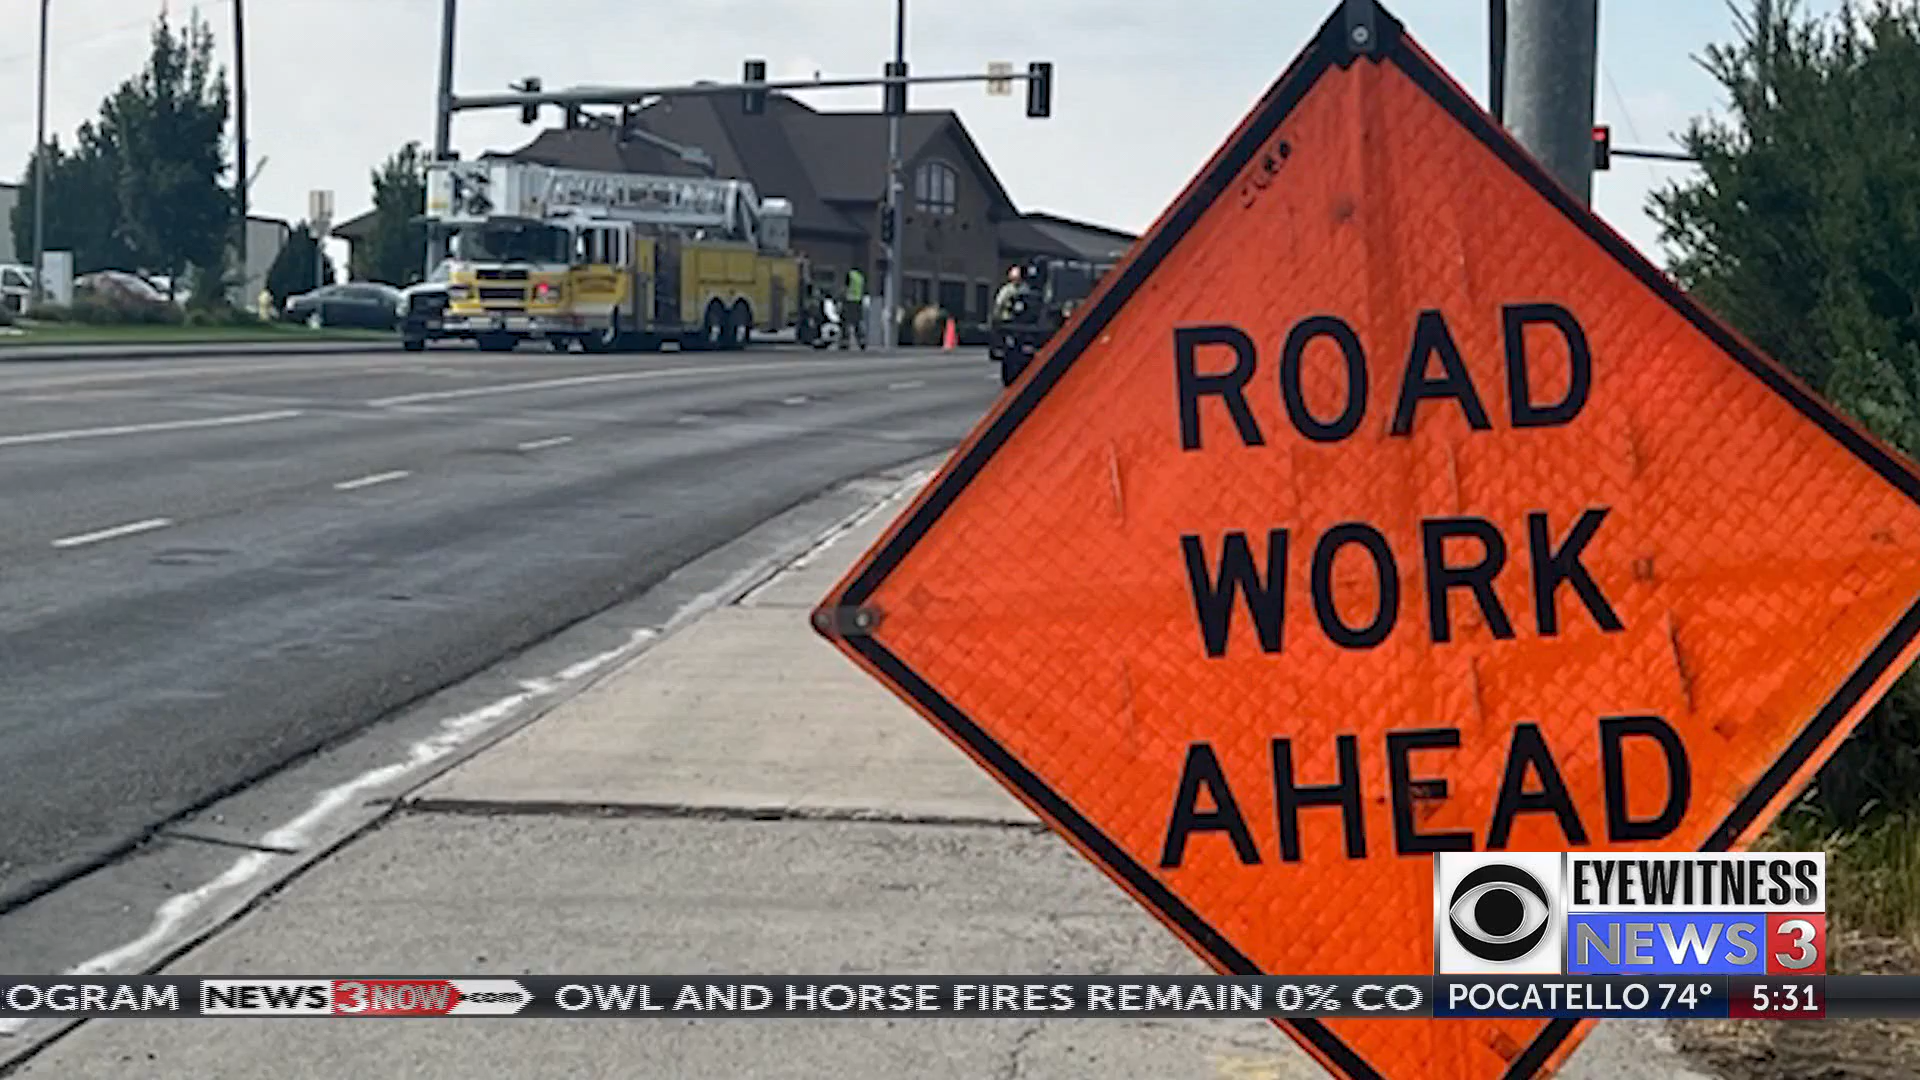 ROAD
WORK
AHEAD
EYEWITNESS
NEWS 3
OGRAM NEWS3NOW.com OWL AND HORSE FIRES REMAIN 0% CO
POCATELLO 74° 5:31